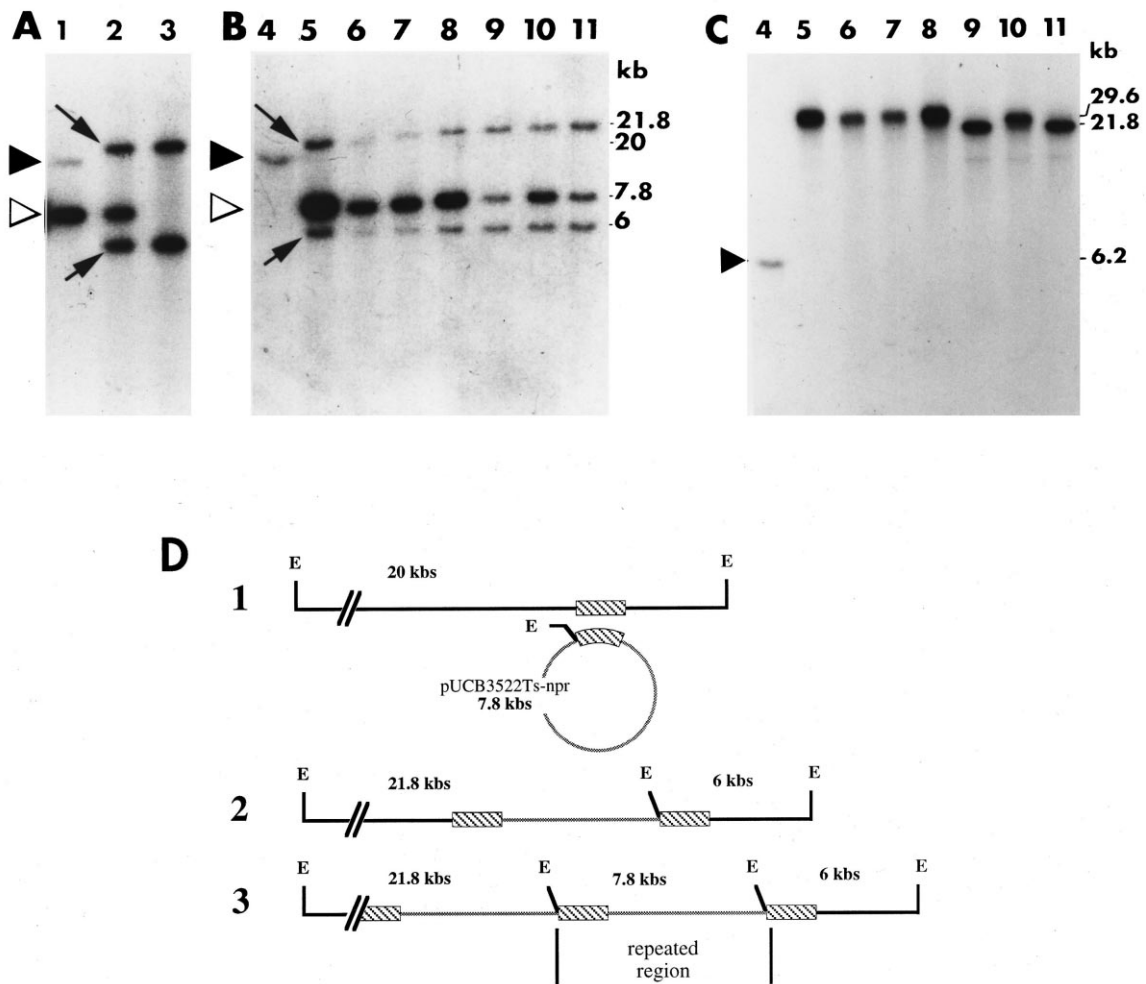 A B C
1 2 3 4 5 6 7 8 9 10 11 4 5 6 7 8 9 10 11
kb kb
21.8
20
7.8
6
29.6
21.8
6.2
D
E 20 kbs E
1
E
pUCB3522Ts-npr
7.8 kbs
E 21.8 kbs E 6 kbs E
2
E 21.8 kbs E 7.8 kbs E 6 kbs E
3
repeated
region